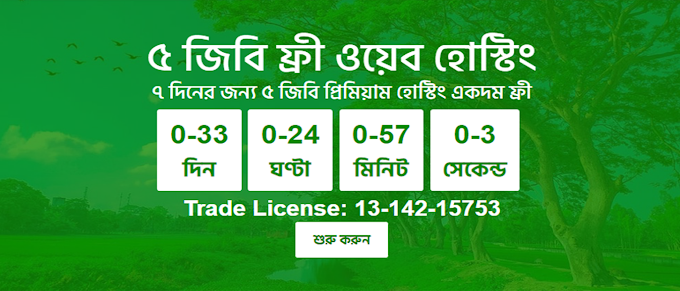 ৫ জিবি ফ্রী ওয়েব হোস্টিং
৭ দিনের জন্য ৫ জিবি প্রিমিয়াম হোস্টিং একদম ফ্রী
0-33 0-24 0-57 0-3
দিন ঘণ্টা মিনিট সেকেন্ড
Trade License: 13-142-15753
শুরু করুন